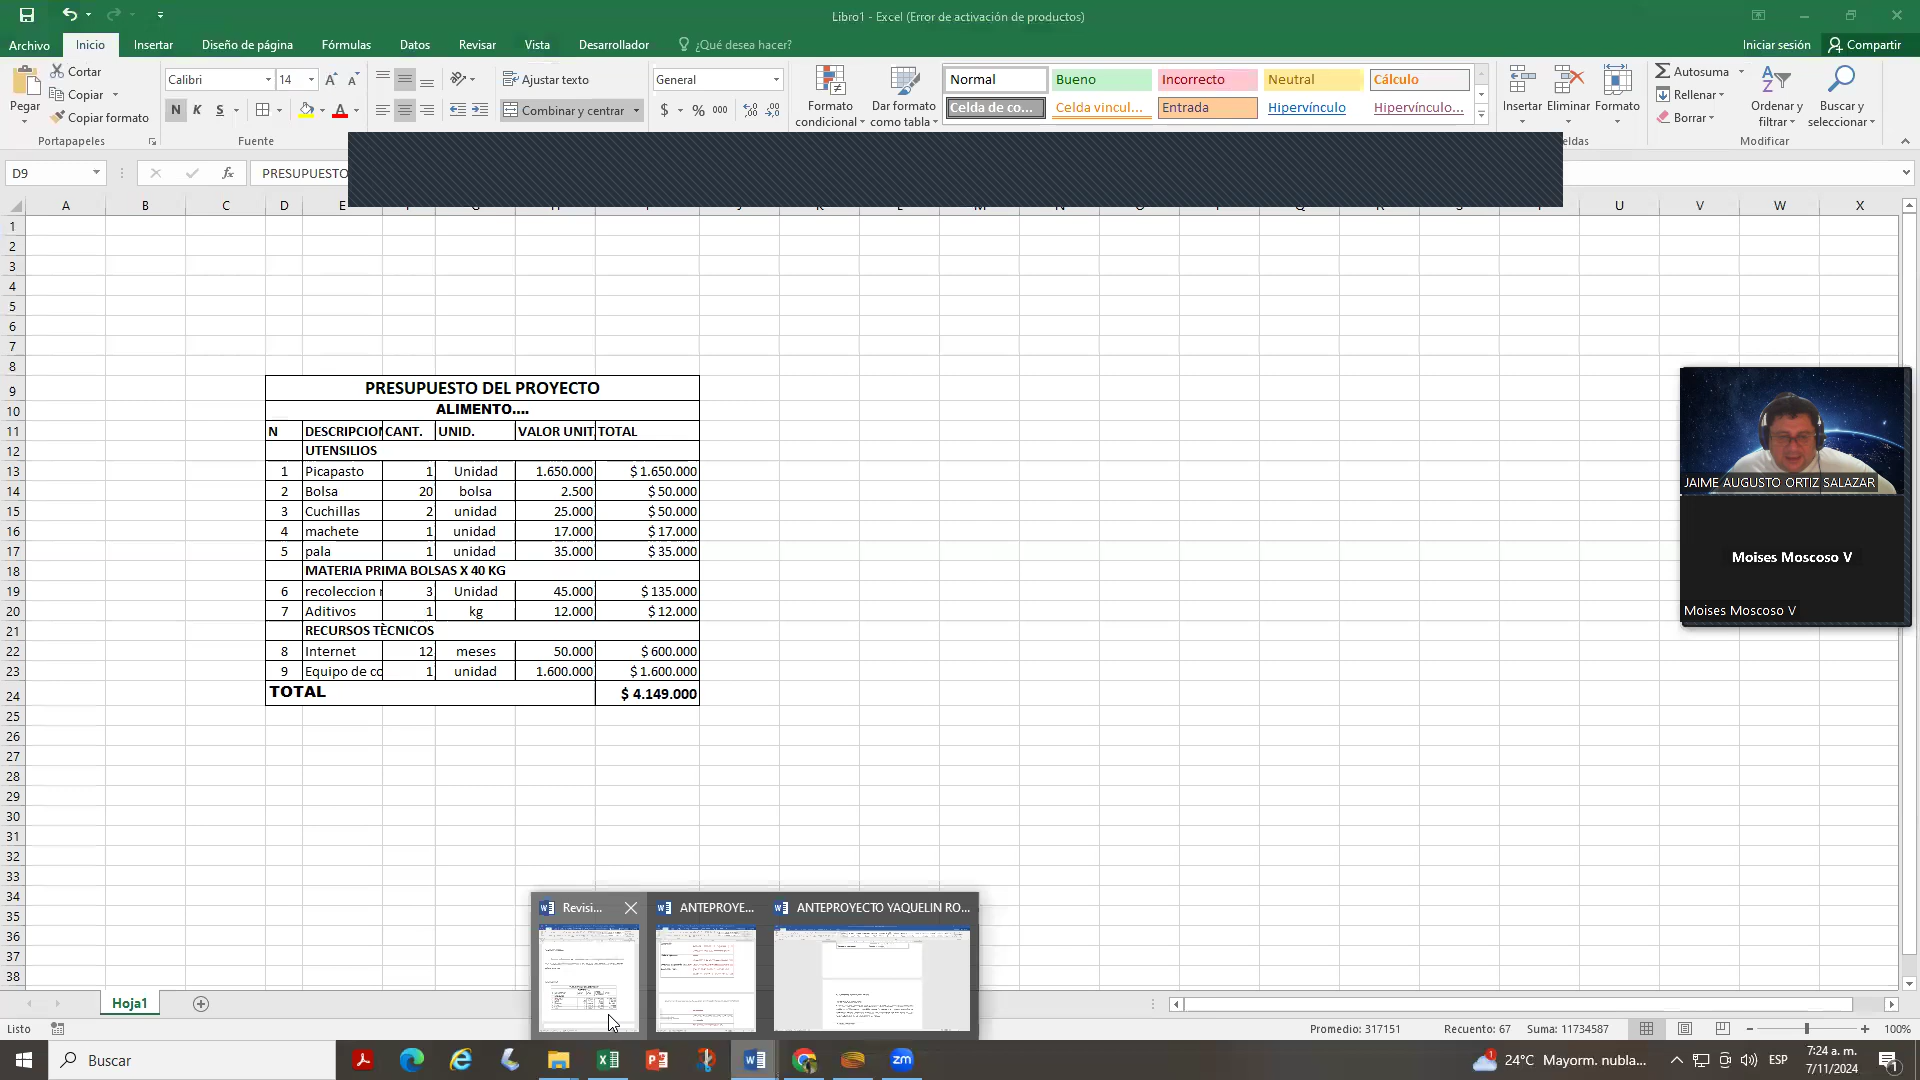 Libro1 - Excel (Error de activación de productos)
Archivo Inicio Insertar Diseño de página Fórmulas Datos Revisar Vista Desarrollador ¿Qué desea hacer? Iniciar sesión Compartir
Pegar
Cortar
Copiar
Copiar formato
Portapapeles
Calibri 14
N K S
Fuente
Ajustar texto
Combinar y centrar
General
$ % 000
Formato condicional
Dar formato como tabla
Normal Bueno Incorrecto Neutral Cálculo
Celda de co... Celda vincul... Entrada Hipervínculo Hipervínculo...
Insertar Eliminar Formato
eldas
Autosuma
Rellenar
Borrar
Ordenar y filtrar
Buscar y seleccionar
Modificar
D9 fx PRESUPUESTO
A B C D E J K L M N O P Q R S T U V W X
1
2
3
4
5
6
7
8
9 PRESUPUESTO DEL PROYECTO
10 ALIMENTO....
11 N DESCRIPCION CANT. UNID. VALOR UNIT TOTAL
12 UTENSILIOS
13 1 Picapasto 1 Unidad 1.650.000 $ 1.650.000
14 2 Bolsa 20 bolsa 2.500 $ 50.000
15 3 Cuchillas 2 unidad 25.000 $ 50.000
16 4 machete 1 unidad 17.000 $ 17.000
17 5 pala 1 unidad 35.000 $ 35.000
18 MATERIA PRIMA BOLSAS X 40 KG
19 6 recoleccion 3 Unidad 45.000 $ 135.000
20 7 Aditivos 1 kg 12.000 $ 12.000
21 RECURSOS TÈCNICOS
22 8 Internet 12 meses 50.000 $ 600.000
23 9 Equipo de co 1 unidad 1.600.000 $ 1.600.000
24 TOTAL $ 4.149.000
25
26
27
28
29
30
31
32
33
34
35
36
37
38
JAIME AUGUSTO ORTIZ SALAZAR
Moises Moscoso V
Moises Moscoso V
Revisi... ANTEPROYE... ANTEPROYECTO YAQUELIN RO...
Hoja1
Listo Promedio: 317151 Recuento: 67 Suma: 11734587 100%
Buscar
zm
1 24°C Mayorm. nubla... ESP
7:24 a. m.
7/11/2024
1